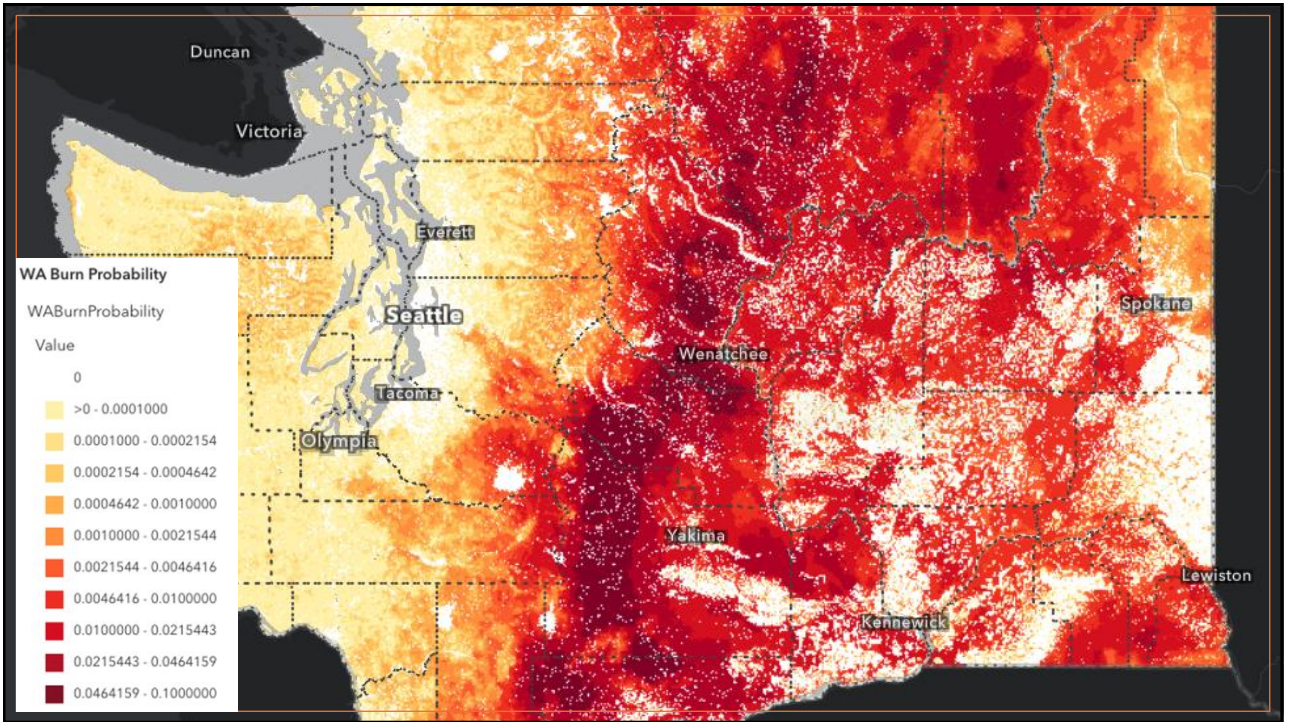 Duncan
Victoria
Everett
WA Burn Probability
WABurnProbability
Value
0
>0 - 0.0001000
0.0001000 - 0.0002154
0.0002154 - 0.0004642
0.0004642 - 0.0010000
0.0010000 - 0.0021544
0.0021544 - 0.0046416
0.0046416 - 0.0100000
0.0100000 - 0.0215443
0.0215443 - 0.0464159
0.0464159 - 0.1000000
Seattle
Spokane
Wenatchee
Tacoma
Olympia
Yakima
Lewiston
Kennewick